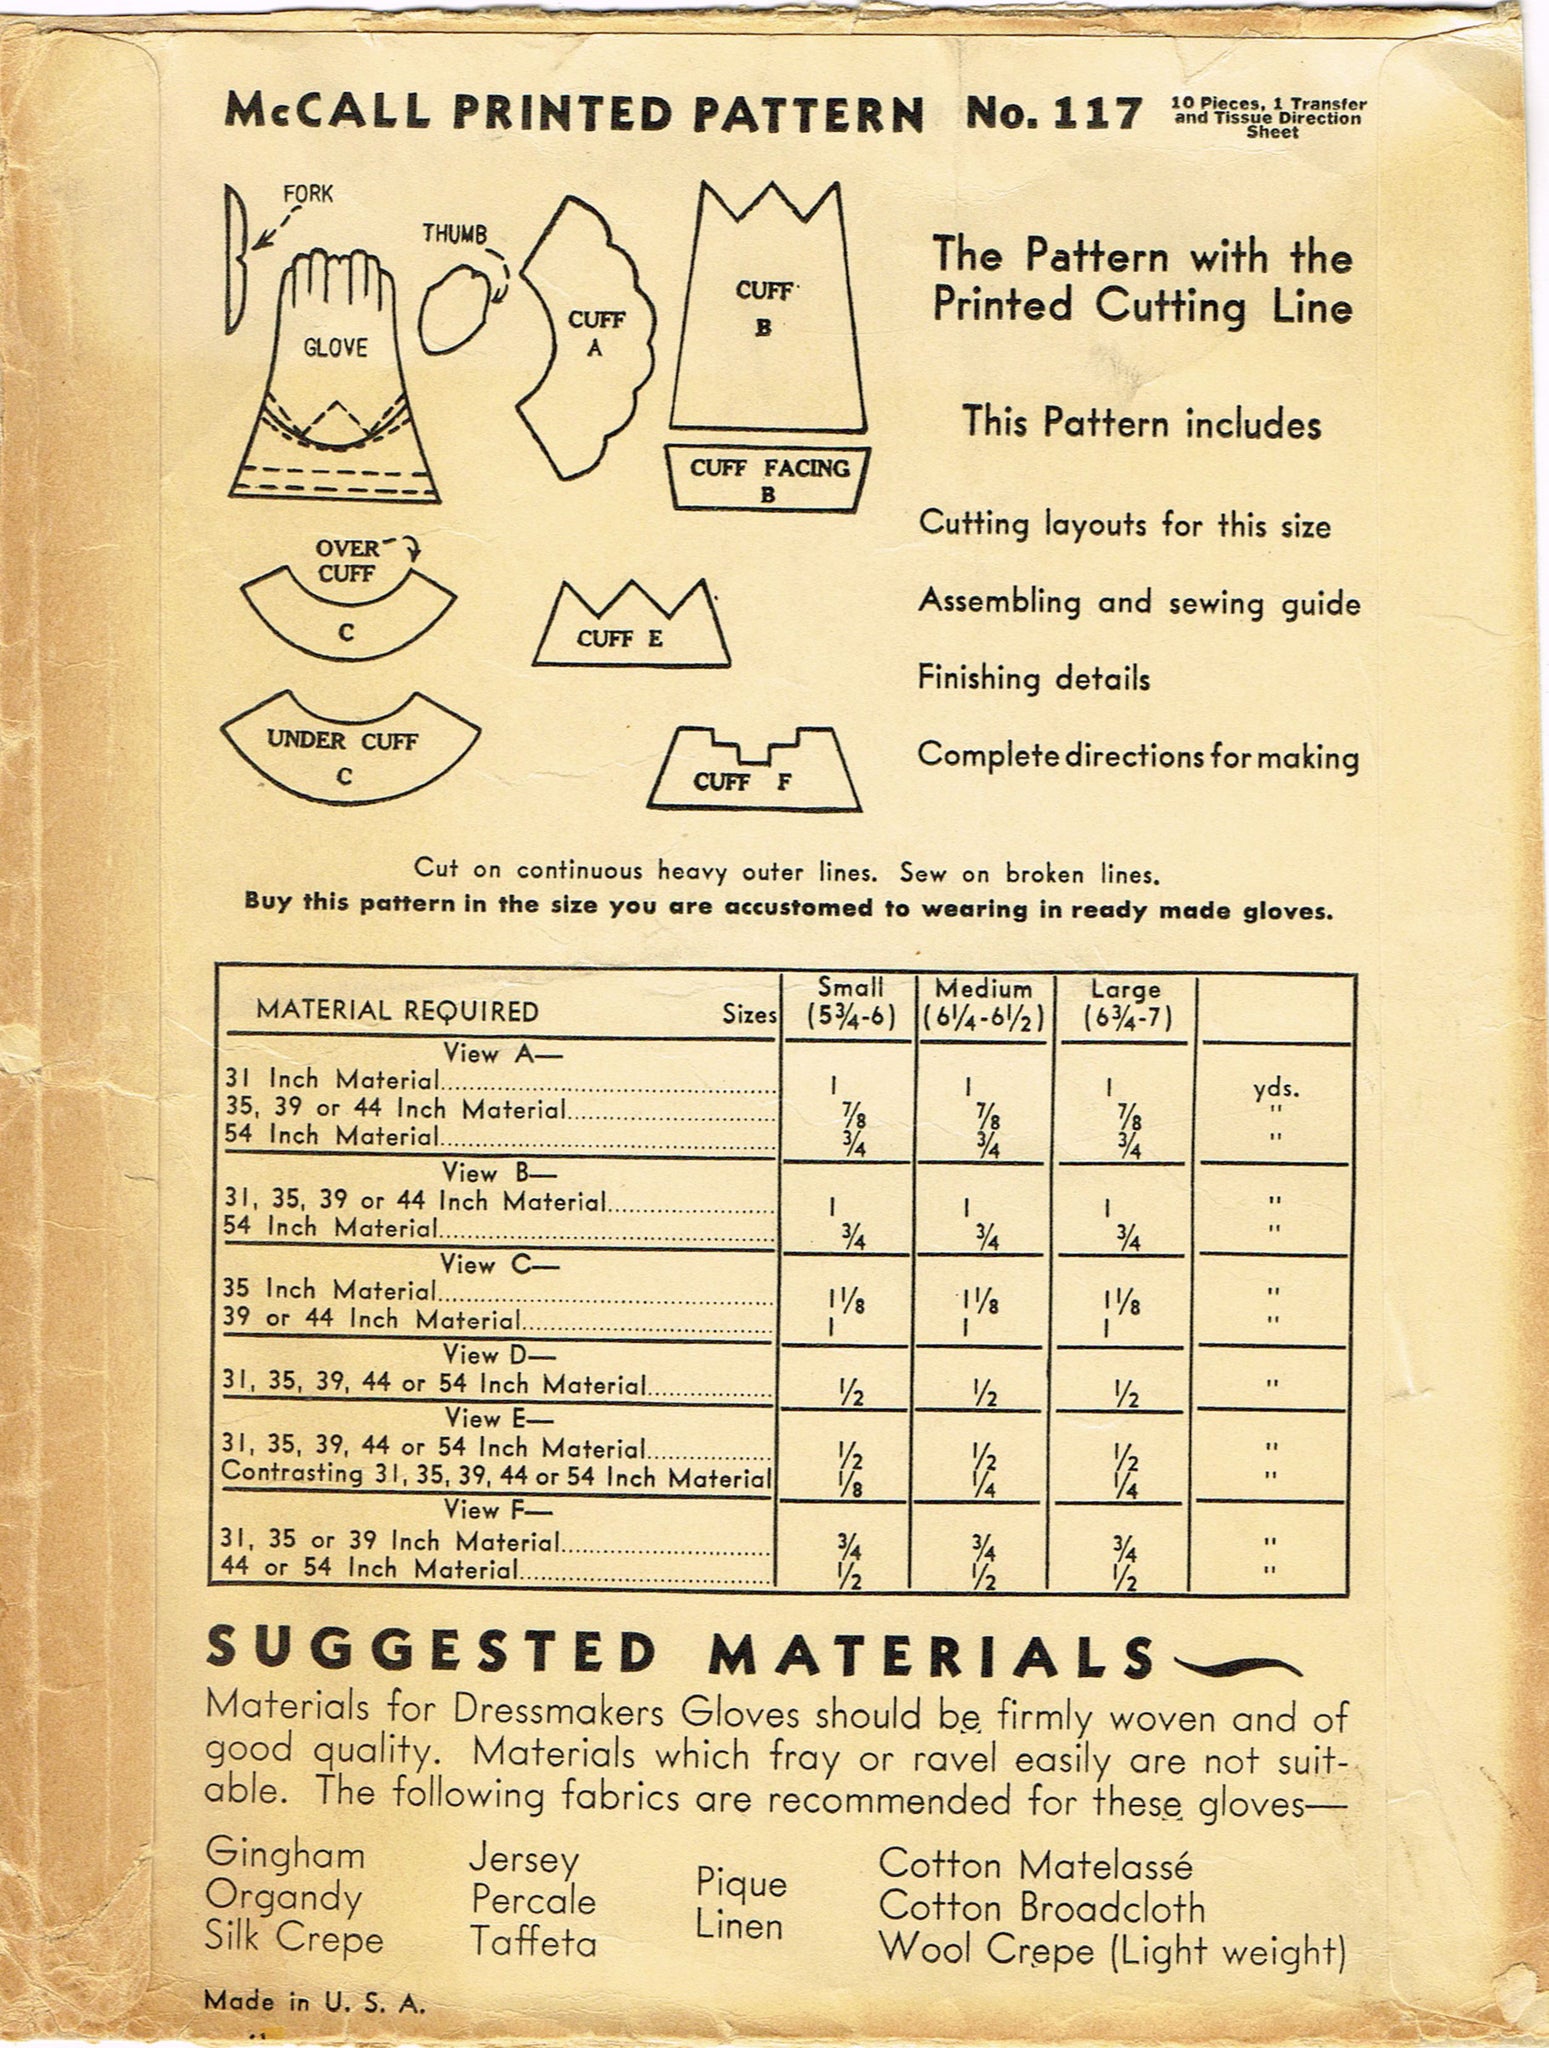 McCALL PRINTED PATTERN No. 117
10 Pieces, 1 Transfer
and Tissue Direction
Sheet
FORK
THUMB
GLOVE
CUFF
A
CUFF
B
CUFF FACING
B
OVER
CUFF
C
CUFF E
UNDER CUFF
C
CUFF F
The Pattern with the
Printed Cutting Line
This Pattern includes
Cutting layouts for this size
Assembling and sewing guide
Finishing details
Complete directions for making
Cut on continuous heavy outer lines. Sew on broken lines.
Buy this pattern in the size you are accustomed to wearing in ready made gloves.
MATERIAL REQUIRED Sizes Small (5¾-6) Medium (6¼-6½) Large (6¾-7)
View A—
31 Inch Material............ 1 1 1 yds.
35, 39 or 44 Inch Material............ ⅞ ⅞ ⅞ "
54 Inch Material............ ¾ ¾ ¾ "
View B—
31, 35, 39 or 44 Inch Material............ 1 1 1 "
54 Inch Material............ ¾ ¾ ¾ "
View C—
35 Inch Material............ 1⅛ 1⅛ 1⅛ "
39 or 44 Inch Material............ 1 1 1 "
View D—
31, 35, 39, 44 or 54 Inch Material............ ½ ½ ½ "
View E—
31, 35, 39, 44 or 54 Inch Material............ ½ ½ ½ "
Contrasting 31, 35, 39, 44 or 54 Inch Material ⅛ ¼ ¼ "
View F—
31, 35 or 39 Inch Material............ ¾ ¾ ¾ "
44 or 54 Inch Material............ ½ ½ ½ "
SUGGESTED MATERIALS
Materials for Dressmakers Gloves should be firmly woven and of
good quality. Materials which fray or ravel easily are not suit-
able. The following fabrics are recommended for these gloves—
Gingham
Organdy
Silk Crepe
Jersey
Percale
Taffeta
Pique
Linen
Cotton Matelassé
Cotton Broadcloth
Wool Crepe (Light weight)
Made in U. S. A.